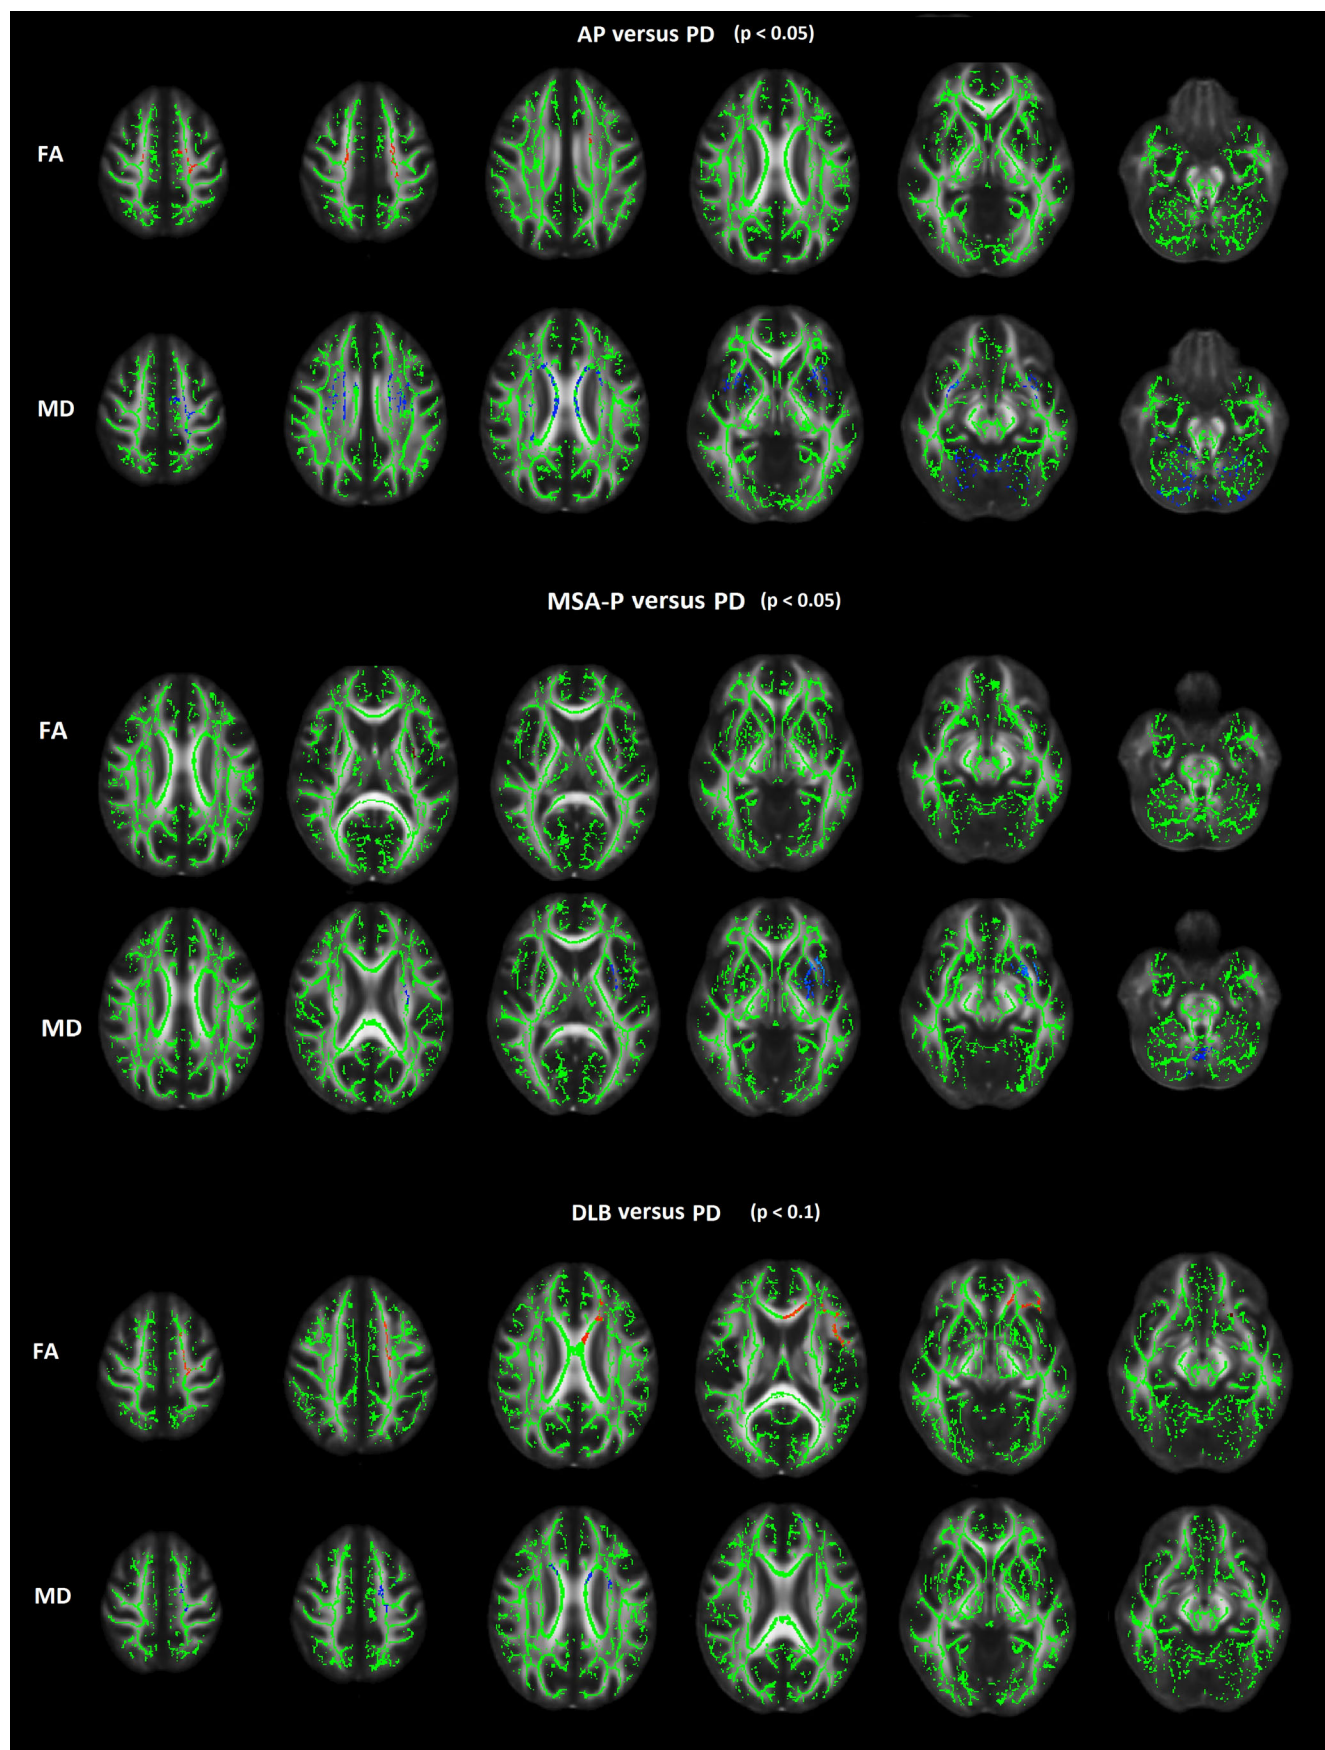 AP versus PD (p < 0.05)
FA
MD
MSA-P versus PD (p < 0.05)
FA
MD
DLB versus PD (p < 0.1)
FA
MD